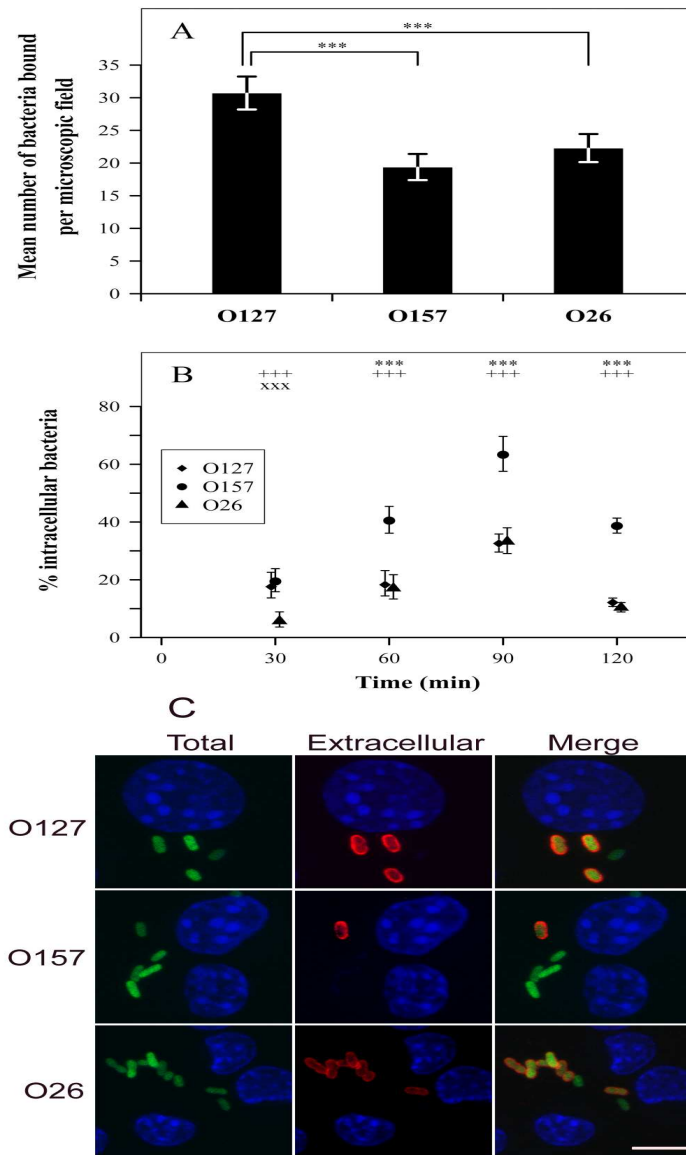 A
***
***
Mean number of bacteria bound
per microscopic field
40
35
30
25
20
15
10
5
0
O127 O157 O26
B
+++ *** *** ***
xxx +++ +++ +++
% intracellular bacteria
80
60
40
20
0
O127
O157
O26
0 30 60 90 120
Time (min)
C
Total Extracellular Merge
O127
O157
O26